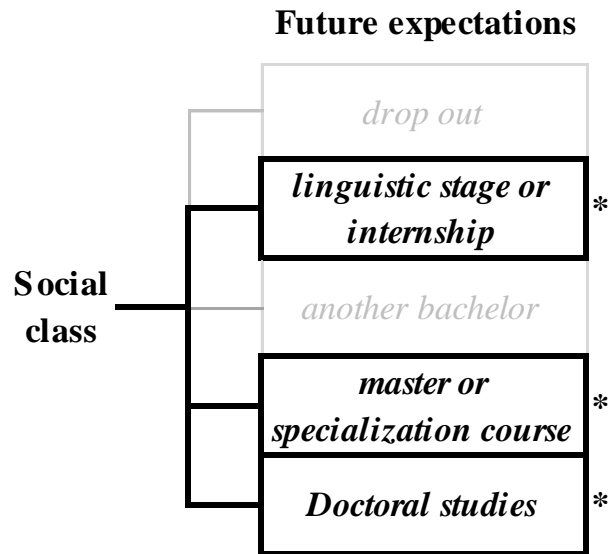 Future expectations
drop out
linguistic stage or
internship
*
Social
class
another bachelor
master or
specialization course
*
Doctoral studies
*